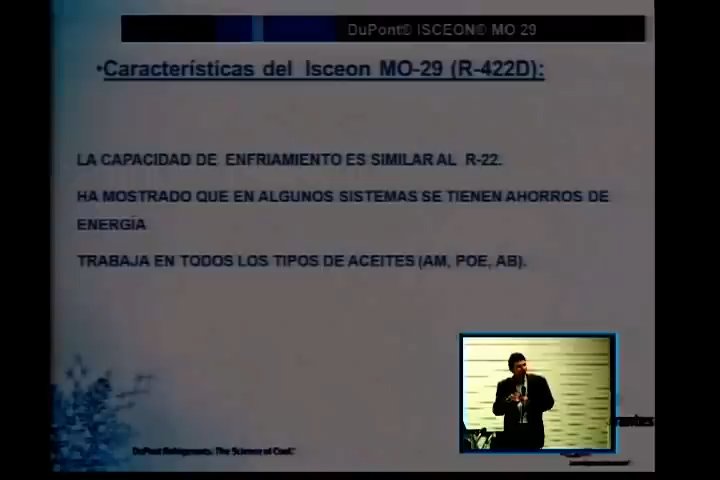 DuPont® ISCEON® MO 29
•Características del Isceon MO-29 (R-422D):
LA CAPACIDAD DE ENFRIAMIENTO ES SIMILAR AL R-22.
HA MOSTRADO QUE EN ALGUNOS SISTEMAS SE TIENEN AHORROS DE
ENERGÍA
TRABAJA EN TODOS LOS TIPOS DE ACEITES (AM, POE, AB).
DuPont Refrigerants. The Science of Cool.™